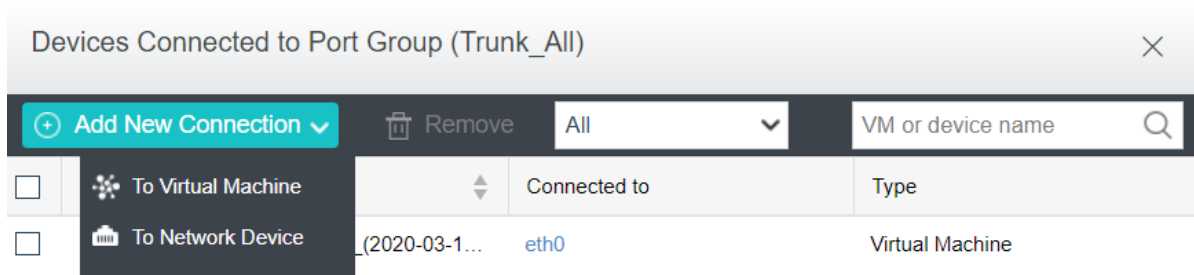 Devices Connected to Port Group (Trunk_All)
Add New Connection Remove All VM or device name
To Virtual Machine Connected to Type
To Network Device _(2020-03-1... eth0 Virtual Machine